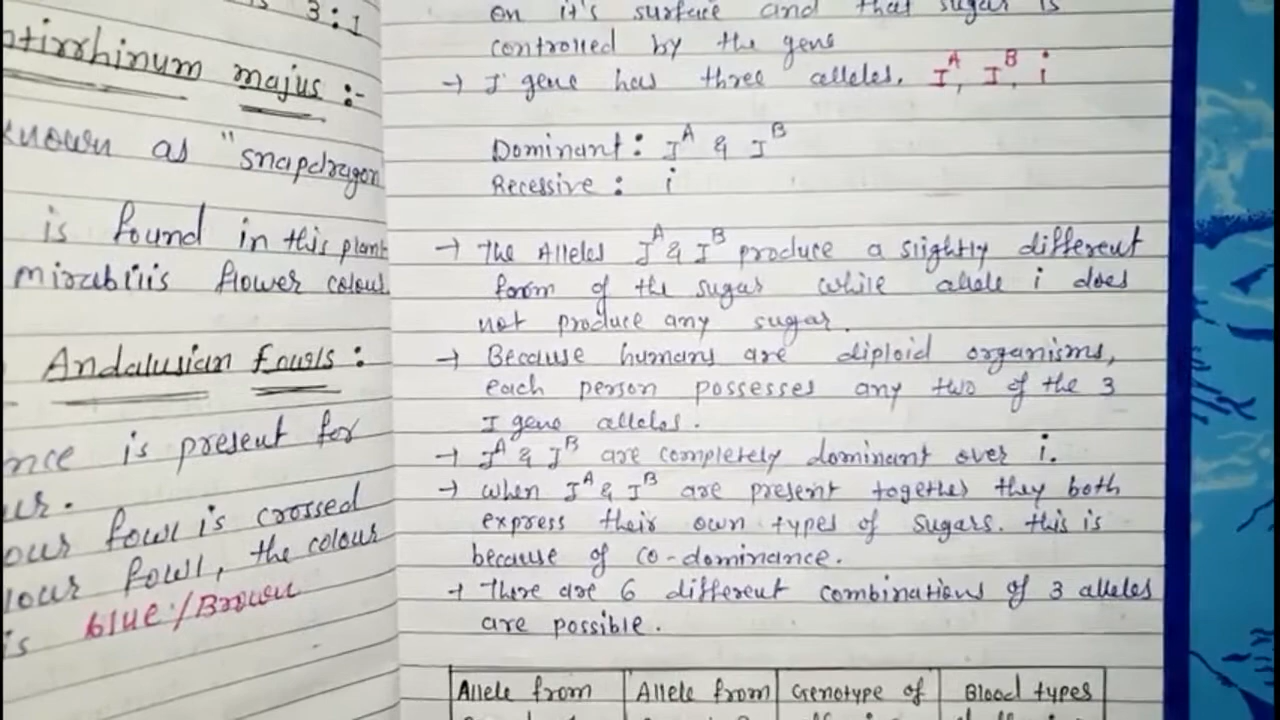 3:1
ntirrhinum majus :-
known as "snapdragon
is found in this plant
mirabilis flower colour
Andalusian fowls :
nce is present for
ur.
our fowl is crossed
lour fowl, the colour
is blue/Brown
on it's surface and that sugar is
controlled by the gene
→ I gene has three alleles. I^A, I^B, i
Dominant : I^A & I^B
Recessive : i
→ The Alleles I^A & I^B produce a slightly different
form of the sugar while allele i does
not produce any sugar.
→ Because humans are diploid organisms,
each person possesses any two of the 3
I gene alleles.
→ I^A & I^B are completely dominant over i.
→ when I^A & I^B are present together they both
express their own types of sugars. this is
because of co-dominance.
→ There are 6 different combinations of 3 alleles
are possible.
Allele from | Allele from | Genotype of | Blood types